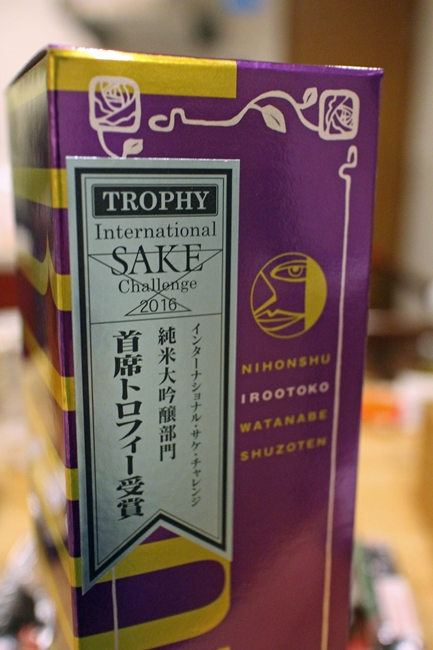 TROPHY
International
SAKE
Challenge
2016
インターナショナル・サケ・チャレンジ
純米大吟醸部門
首席トロフィー受賞
NIHONSHU
IROOTOKO
WATANABE
SHUZOTEN